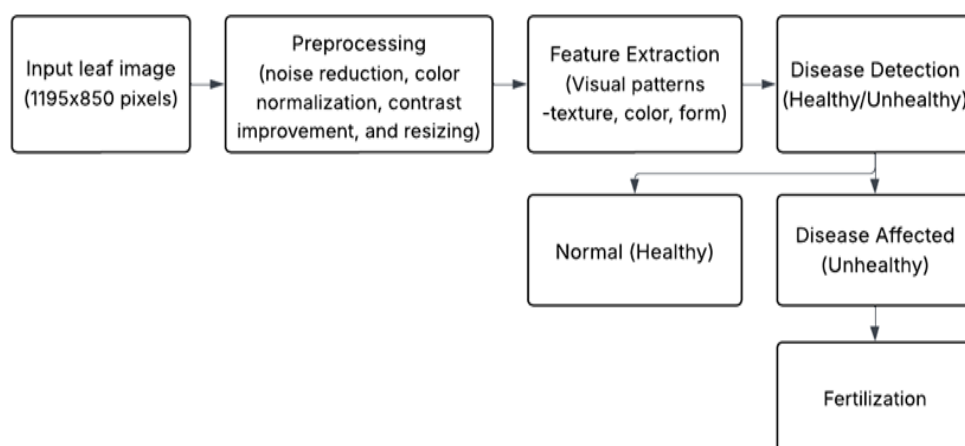 Input leaf image
(1195x850 pixels)
Preprocessing
(noise reduction, color
normalization, contrast
improvement, and resizing)
Feature Extraction
(Visual patterns
-texture, color, form)
Disease Detection
(Healthy/Unhealthy)
Normal (Healthy)
Disease Affected
(Unhealthy)
Fertilization